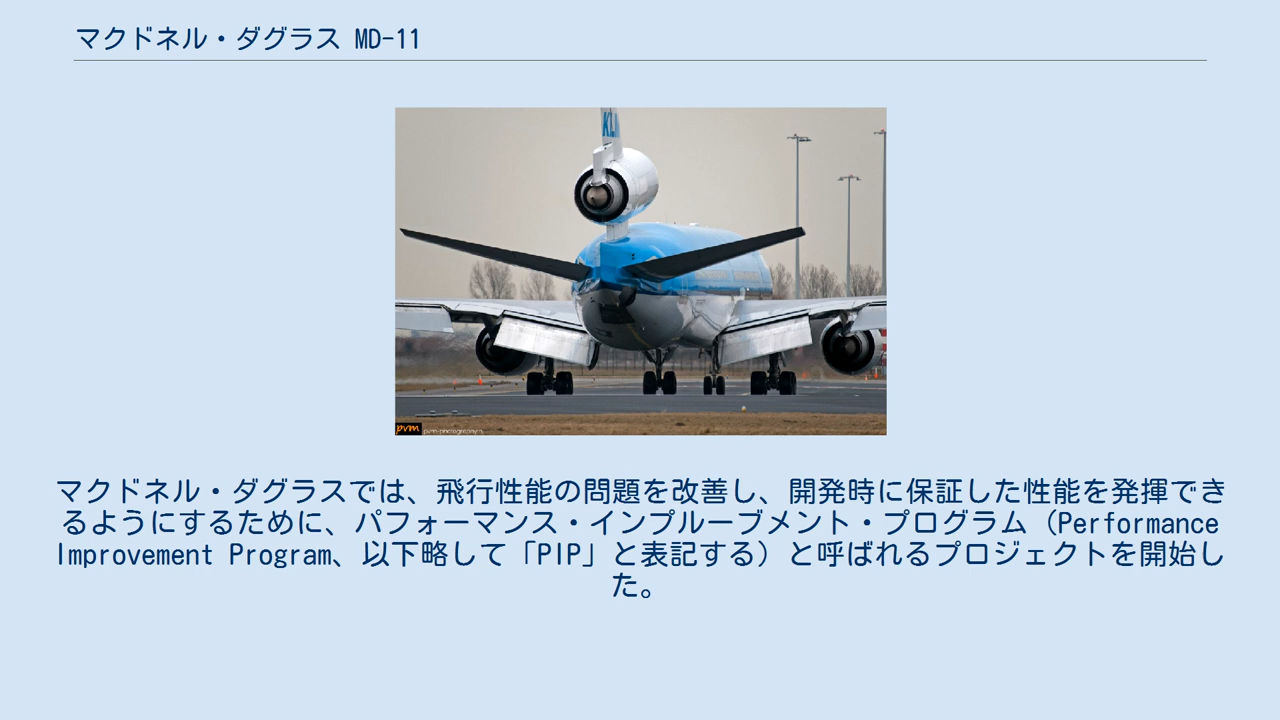 マクドネル・ダグラス MD-11
KL
pvm
マクドネル・ダグラスでは、飛行性能の問題を改善し、開発時に保証した性能を発揮でき
るようにするために、パフォーマンス・インプルーブメント・プログラム（Performance
Improvement Program、以下略して「PIP」と表記する）と呼ばれるプロジェクトを開始し
た。